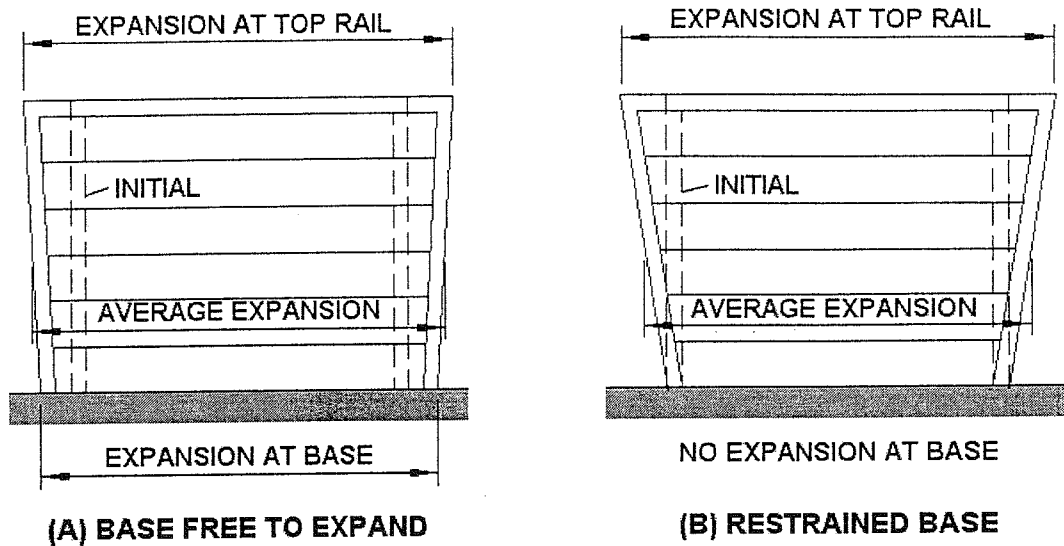 EXPANSION AT TOP RAIL
INITIAL
AVERAGE EXPANSION
EXPANSION AT BASE
(A) BASE FREE TO EXPAND
EXPANSION AT TOP RAIL
INITIAL
AVERAGE EXPANSION
NO EXPANSION AT BASE
(B) RESTRAINED BASE